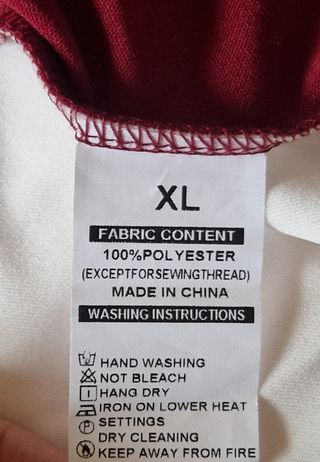 XL
FABRIC CONTENT
100%POLYESTER
(EXCEPTFORSEWINGTHREAD)
MADE IN CHINA
WASHING INSTRUCTIONS
HAND WASHING
NOT BLEACH
HANG DRY
IRON ON LOWER HEAT
SETTINGS
DRY CLEANING
KEEP AWAY FROM FIRE